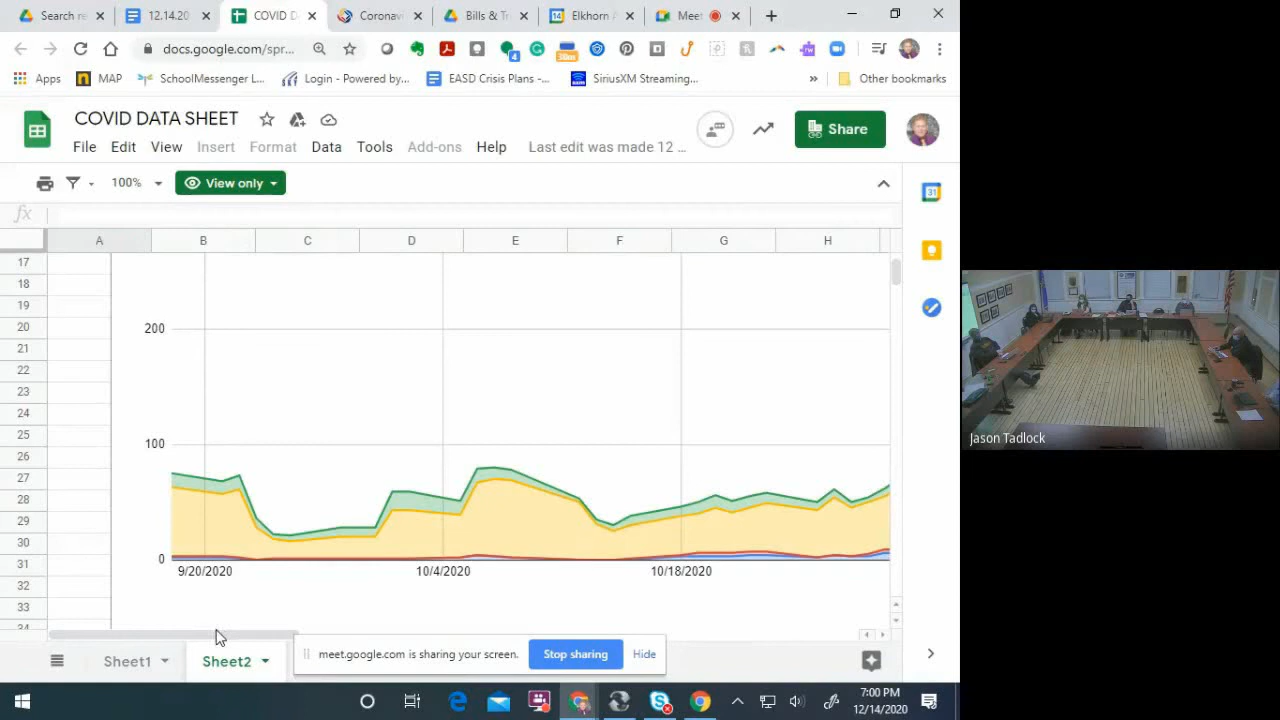 Search re
12.14.20
COVID D
Coronav
Bills & Tr
Elkhorn
Meet
docs.google.com/spr...
4
30m
Apps
MAP
SchoolMessenger L...
Login - Powered by...
EASD Crisis Plans -...
SiriusXM Streaming...
»
Other bookmarks
COVID DATA SHEET
Share
File Edit View Insert Format Data Tools Add-ons Help Last edit was made 12 ...
100%
View only
31
fx
A B C D E F G H
17
18
19
20
21
22
23
24
25
26
27
28
29
30
31
32
33
34
200
100
0
9/20/2020 10/4/2020 10/18/2020
Sheet1
Sheet2
meet.google.com is sharing your screen.
Stop sharing
Hide
7:00 PM
12/14/2020
Jason Tadlock